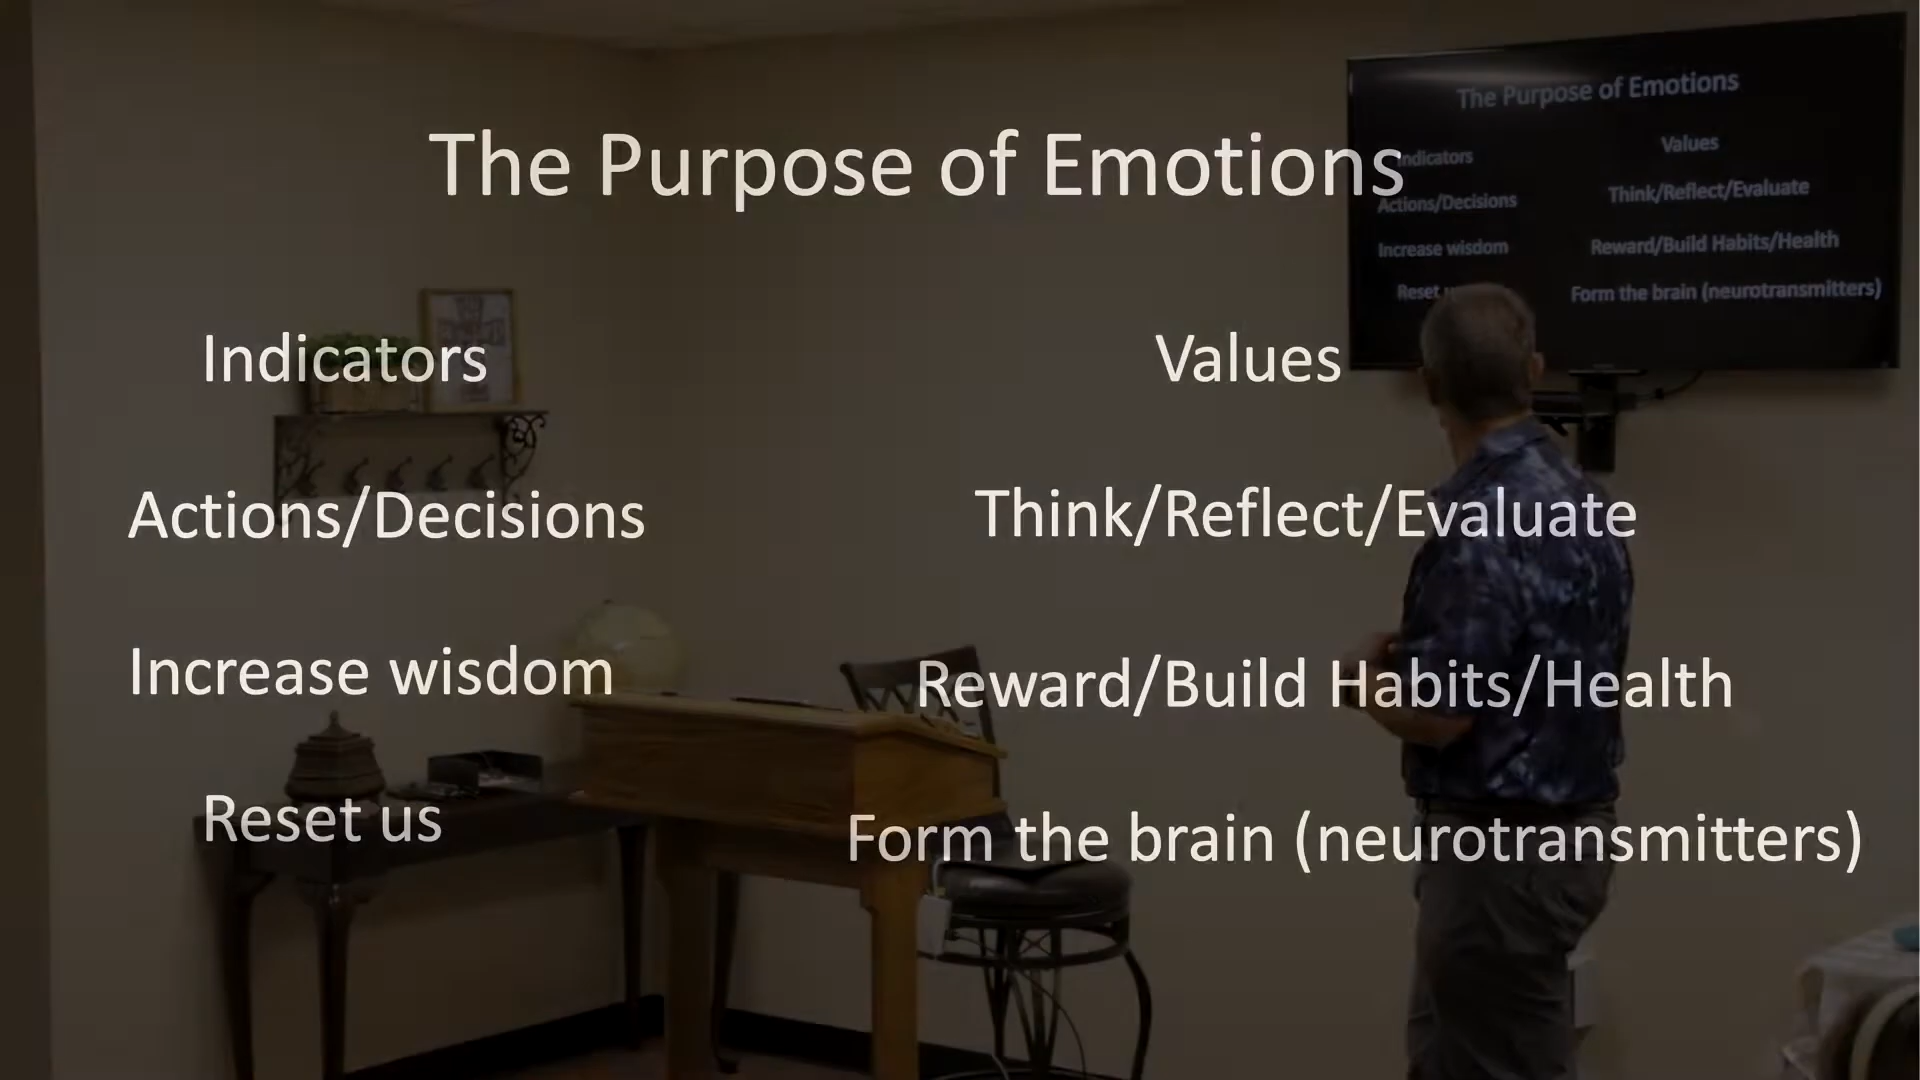 The Purpose of Emotions
Indicators
Values
Actions/Decisions
Think/Reflect/Evaluate
Increase wisdom
Reward/Build Habits/Health
Reset us
Form the brain (neurotransmitters)
The Purpose of Emotions
Indicators
Values
Actions/Decisions
Think/Reflect/Evaluate
Increase wisdom
Reward/Build Habits/Health
Reset
Form the brain (neurotransmitters)